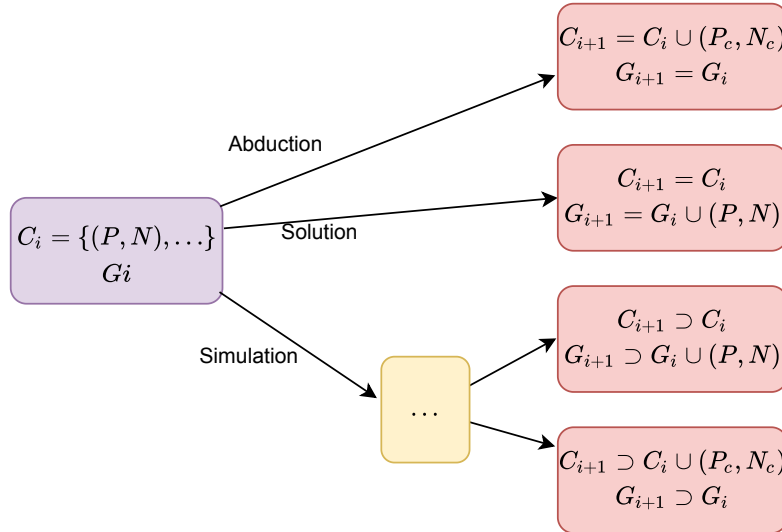 C_{i+1} = C_i ∪ (P_c, N_c)
G_{i+1} = G_i
Abduction
C_{i+1} = C_i
G_{i+1} = G_i ∪ (P, N)
Solution
C_i = {(P, N), …}
Gi
Simulation
…
C_{i+1} ⊃ C_i
G_{i+1} ⊃ G_i ∪ (P, N)
C_{i+1} ⊃ C_i ∪ (P_c, N_c)
G_{i+1} ⊃ G_i